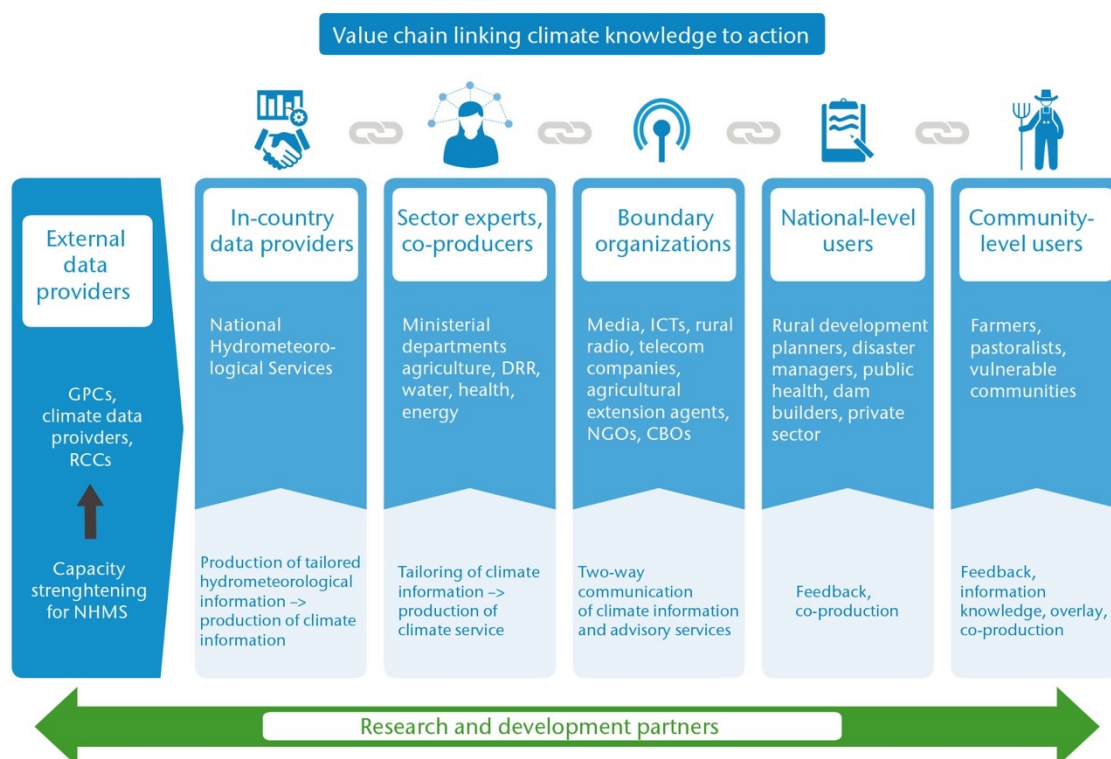 Value chain linking climate knowledge to action
External
data
providers
GPCs,
climate data
proivders,
RCCs
Capacity
strenghtening
for NHMS
In-country
data providers
National
Hydrometeoro-
logical Services
Production of tailored
hydrometeorological
information –>
production of climate
information
Sector experts,
co-producers
Ministerial
departments
agriculture, DRR,
water, health,
energy
Tailoring of climate
information –>
production of
climate service
Boundary
organizations
Media, ICTs, rural
radio, telecom
companies,
agricultural
extension agents,
NGOs, CBOs
Two-way
communication
of climate information
and advisory services
National-level
users
Rural development
planners, disaster
managers, public
health, dam
builders, private
sector
Feedback,
co-production
Community-
level users
Farmers,
pastoralists,
vulnerable
communities
Feedback,
information
knowledge, overlay,
co-production
Research and development partners